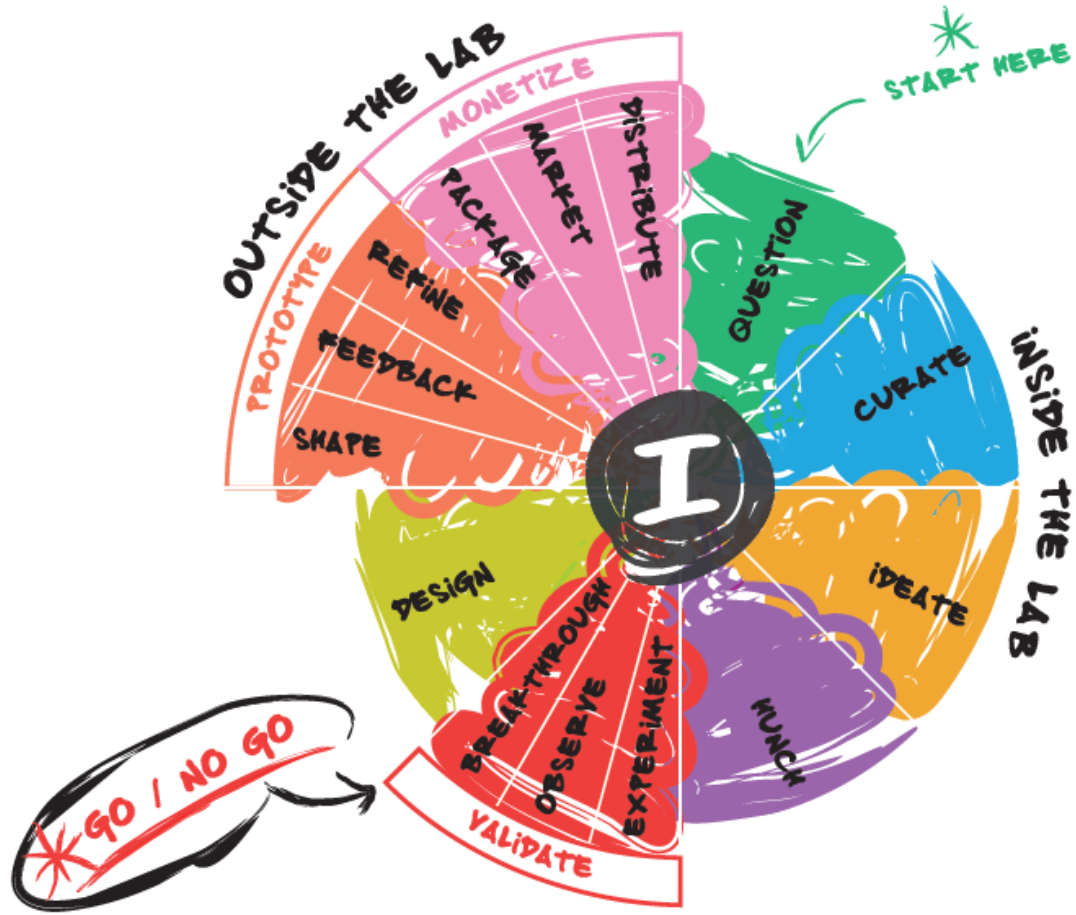 START HERE
INSIDE THE LAB
QUESTION
CURATE
IDEATE
HUNCH
VALIDATE
EXPERIMENT
OBSERVE
BREAKTHROUGH
GO / NO GO
DESIGN
OUTSIDE THE LAB
PROTOTYPE
SHAPE
FEEDBACK
REFINE
MONETIZE
PACKAGE
MARKET
DISTRIBUTE
I